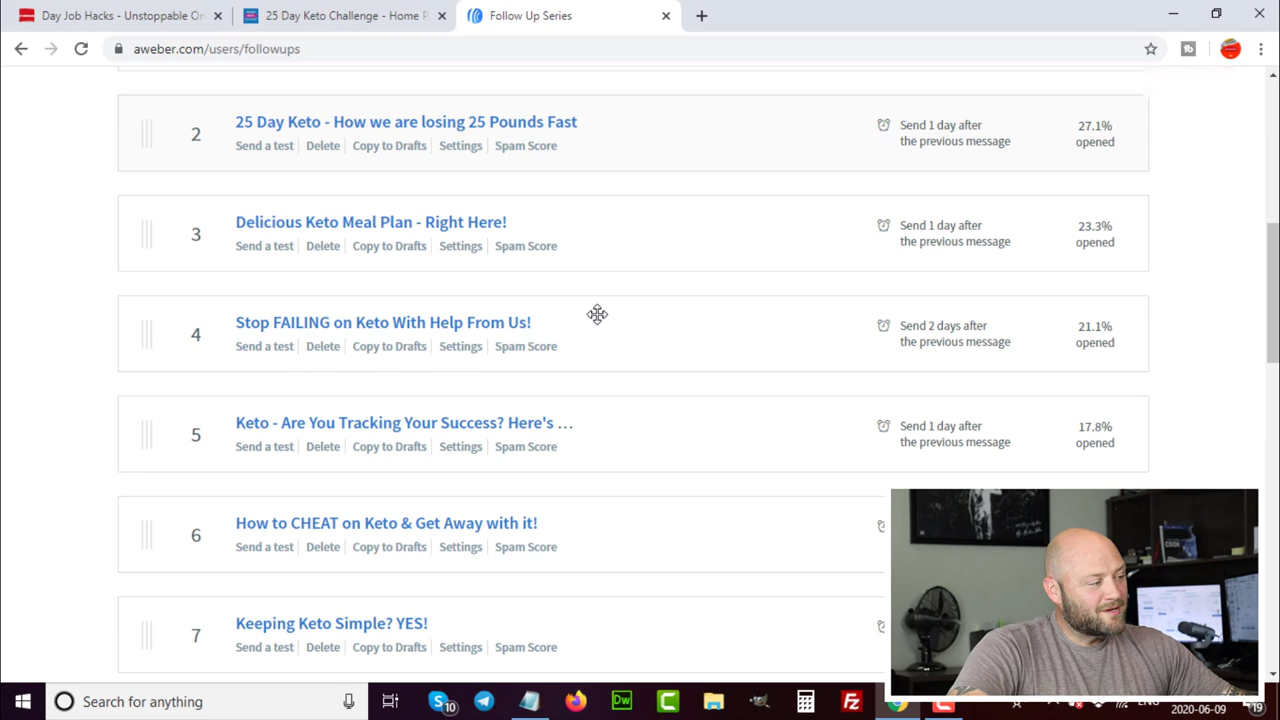 Day Job Hacks - Unstoppable On
25 Day Keto Challenge - Home P
Follow Up Series
aweber.com/users/followups
2
25 Day Keto - How we are losing 25 Pounds Fast
Send a test Delete Copy to Drafts Settings Spam Score
Send 1 day after
the previous message
27.1%
opened
3
Delicious Keto Meal Plan - Right Here!
Send a test Delete Copy to Drafts Settings Spam Score
Send 1 day after
the previous message
23.3%
opened
4
Stop FAILING on Keto With Help From Us!
Send a test Delete Copy to Drafts Settings Spam Score
Send 2 days after
the previous message
21.1%
opened
5
Keto - Are You Tracking Your Success? Here's ...
Send a test Delete Copy to Drafts Settings Spam Score
Send 1 day after
the previous message
17.8%
opened
6
How to CHEAT on Keto & Get Away with it!
Send a test Delete Copy to Drafts Settings Spam Score
7
Keeping Keto Simple? YES!
Send a test Delete Copy to Drafts Settings Spam Score
CODE
Search for anything
10
Dw
ENG
2020-06-09
19